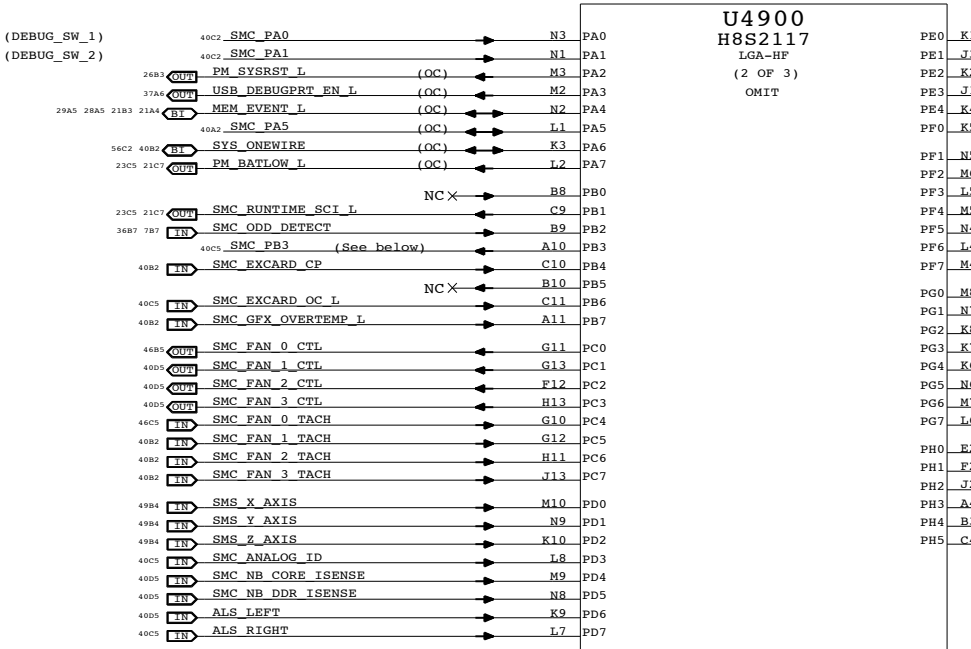 U4900
H8S2117
LGA-HF
(2 OF 3)
OMIT
(DEBUG_SW_1) 40C2 SMC_PA0 N3 PA0
(DEBUG_SW_2) 40C2 SMC_PA1 N1 PA1
26B3 OUT PM_SYSRST_L (OC) M3 PA2
37A6 OUT USB_DEBUGPRT_EN_L (OC) M2 PA3
29A5 28A5 21B3 21A4 BI MEM_EVENT_L (OC) N2 PA4
40A2 SMC_PA5 (OC) L1 PA5
56C2 40B2 BI SYS_ONEWIRE (OC) K3 PA6
23C5 21C7 OUT PM_BATLOW_L (OC) L2 PA7
NC B8 PB0
23C5 21C7 OUT SMC_RUNTIME_SCI_L C9 PB1
36B7 7B7 IN SMC_ODD_DETECT B9 PB2
40C5 SMC_PB3 (See below) A10 PB3
40B2 IN SMC_EXCARD_CP C10 PB4
NC B10 PB5
40C5 IN SMC_EXCARD_OC_L C11 PB6
40B2 IN SMC_GFX_OVERTEMP_L A11 PB7
46B5 OUT SMC_FAN_0_CTL G11 PC0
40D5 OUT SMC_FAN_1_CTL G13 PC1
40D5 OUT SMC_FAN_2_CTL F12 PC2
40D5 OUT SMC_FAN_3_CTL H13 PC3
46C5 IN SMC_FAN_0_TACH G10 PC4
40B2 IN SMC_FAN_1_TACH G12 PC5
40B2 IN SMC_FAN_2_TACH H11 PC6
40B2 IN SMC_FAN_3_TACH J13 PC7
49B4 IN SMS_X_AXIS M10 PD0
49B4 IN SMS_Y_AXIS N9 PD1
49B4 IN SMS_Z_AXIS K10 PD2
40C5 IN SMC_ANALOG_ID L8 PD3
40D5 IN SMC_NB_CORE_ISENSE M9 PD4
40D5 IN SMC_NB_DDR_ISENSE N8 PD5
40D5 IN ALS_LEFT K9 PD6
40C5 IN ALS_RIGHT L7 PD7
PE0
PE1
PE2
PE3
PE4
PF0
PF1
PF2
PF3
PF4
PF5
PF6
PF7
PG0
PG1
PG2
PG3
PG4
PG5
PG6
PG7
PH0
PH1
PH2
PH3
PH4
PH5